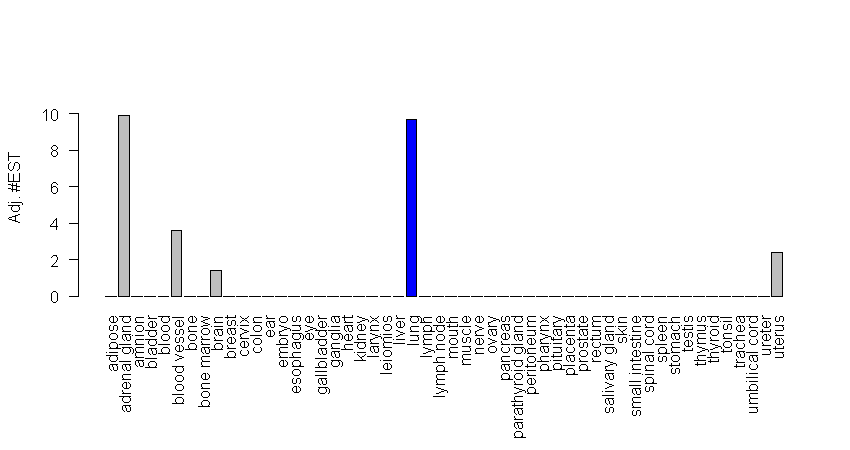 Adj. #EST
10
8
6
4
2
0
adipose
adrenal gland
amnion
bladder
blood
blood vessel
bone
bone marrow
brain
breast
cervix
colon
ear
embryo
esophagus
eye
gallbladder
ganglia
heart
kidney
larynx
leiomios
liver
lung
lymph
lymph node
mouth
muscle
nerve
ovary
pancreas
parathyroid gland
peritoneum
pharynx
pituitary
placenta
prostate
rectum
salivary gland
skin
small intestine
spinal cord
spleen
stomach
testis
thymus
thyroid
tonsil
trachea
umbilical cord
ureter
uterus